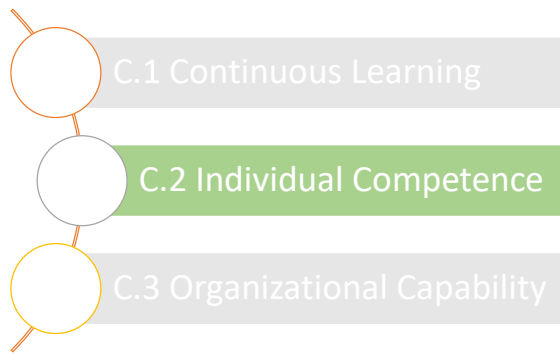 C.1 Continuous Learning
C.2 Individual Competence
C.3 Organizational Capability